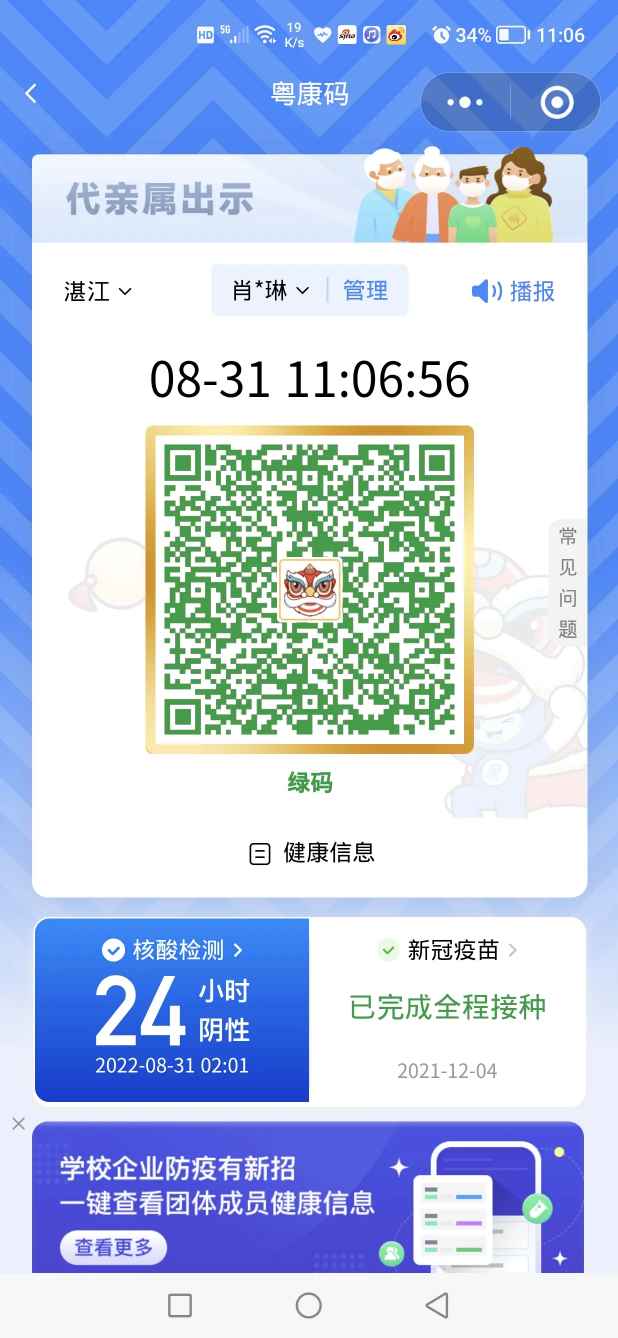 HD 5G 19 K/s sina 34% 11:06
粤康码
代亲属出示
湛江 肖*琳 管理 播报
08-31 11:06:56
常见问题
绿码
健康信息
核酸检测
24 小时 阴性
2022-08-31 02:01
新冠疫苗
已完成全程接种
2021-12-04
学校企业防疫有新招
一键查看团体成员健康信息
查看更多